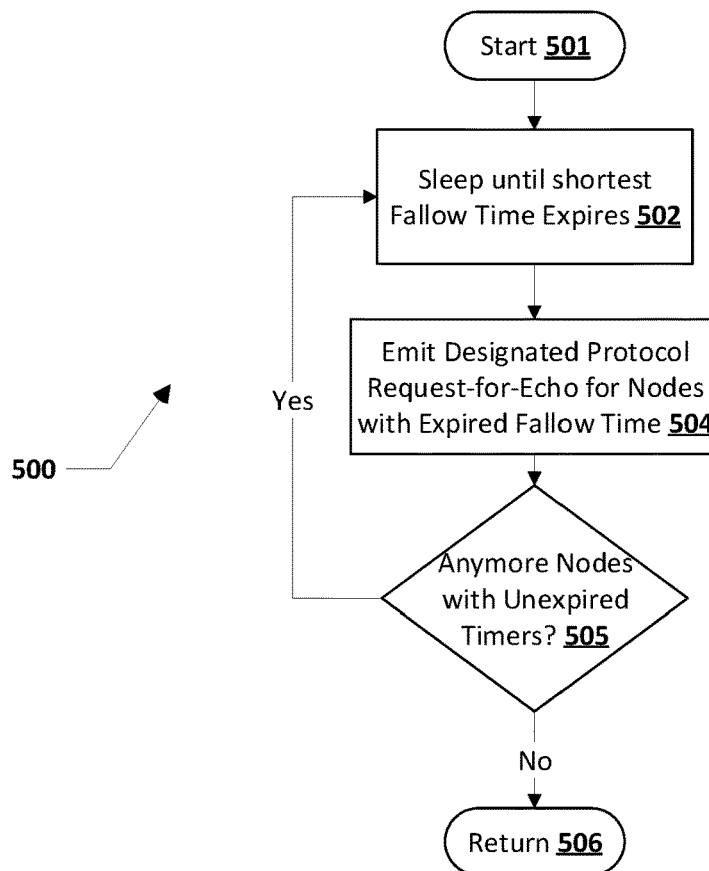 Start 501
Sleep until shortest
Fallow Time Expires 502
Emit Designated Protocol
Request-for-Echo for Nodes
with Expired Fallow Time 504
Yes
500
Anymore Nodes
with Unexpired
Timers? 505
No
Return 506